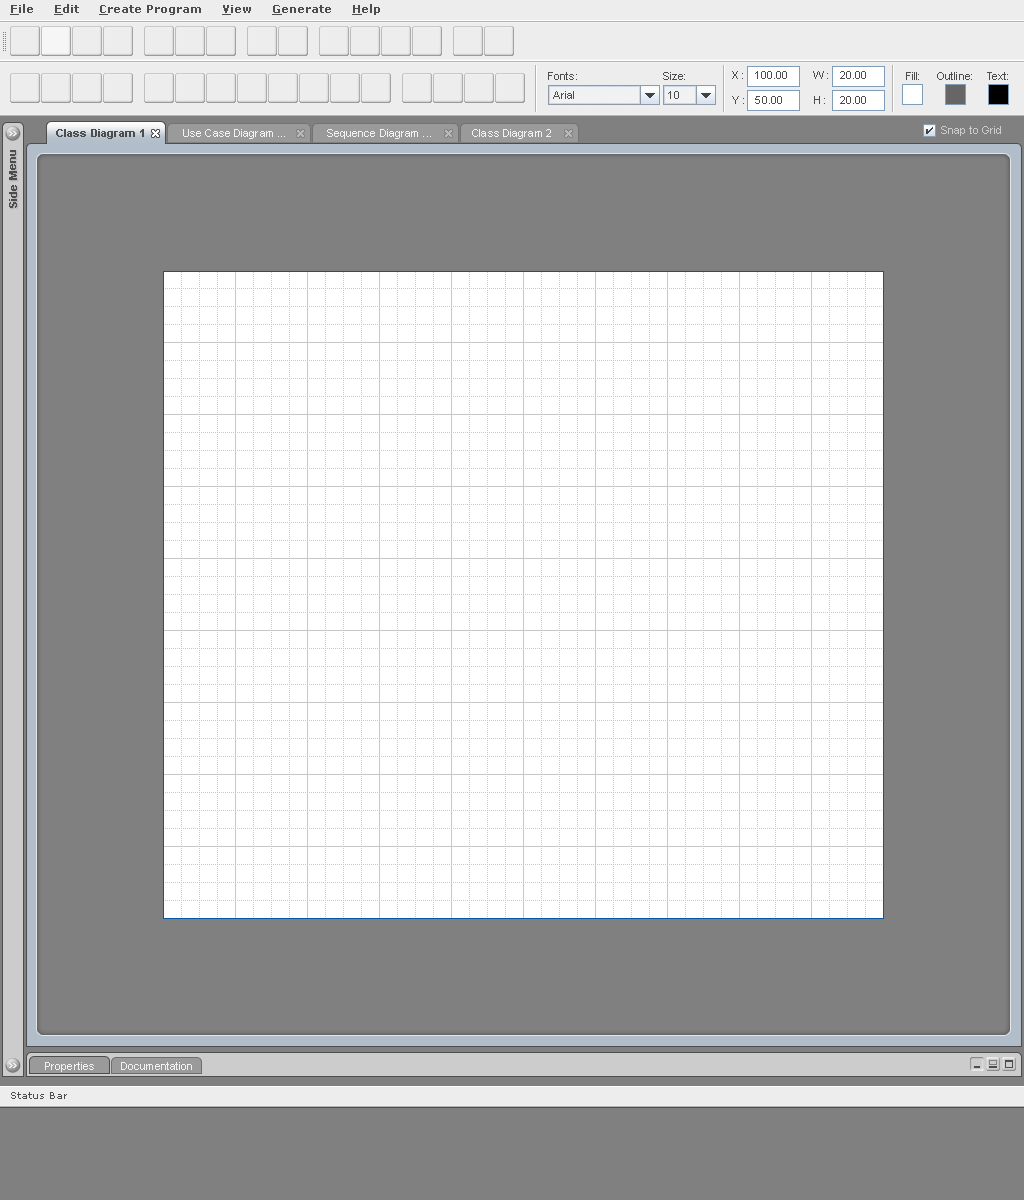 File Edit Create Program View Generate Help
Fonts: Size: X : 100.00 W : 20.00 Fill: Outline: Text:
Arial 10 Y : 50.00 H : 20.00
Class Diagram 1 Use Case Diagram ... Sequence Diagram ... Class Diagram 2 Snap to Grid
Side Menu
Properties Documentation
Status Bar